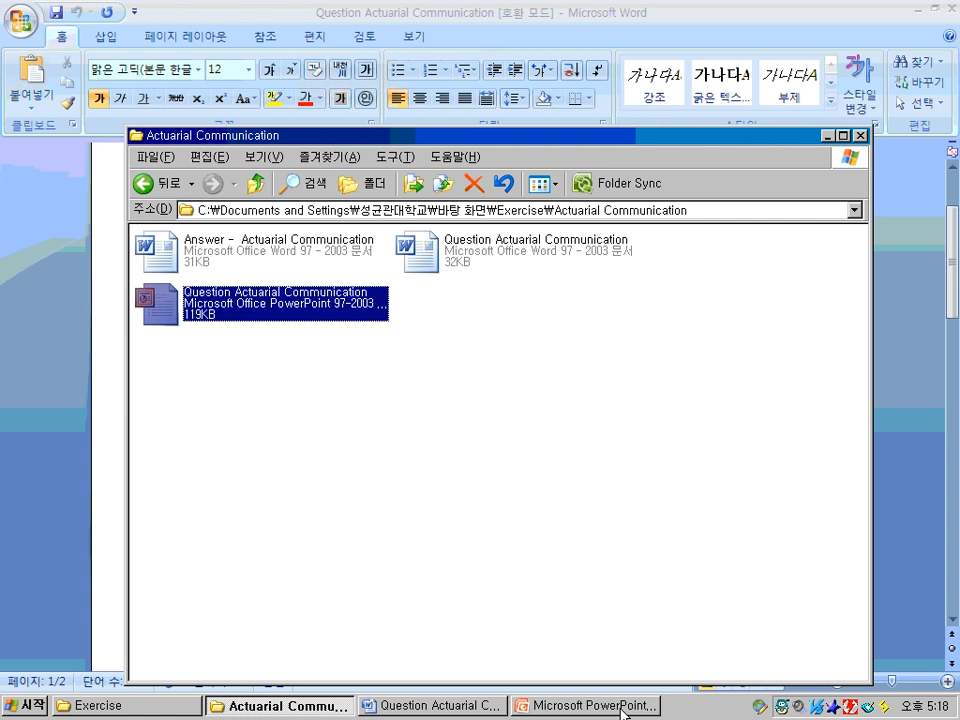 Question Actuarial Communication [호환 모드] - Microsoft Word
홈 삽입 페이지 레이아웃 참조 편지 검토 보기
맑은 고딕(본문 한글 12
붙여넣기
가나다A 가나다A 가나다A
강조 굵은 텍스... 부제
스타일 변경
찾기
바꾸기
선택
클립보드 스타일 편집
Actuarial Communication
파일(F) 편집(E) 보기(V) 즐겨찾기(A) 도구(T) 도움말(H)
뒤로 검색 폴더 Folder Sync
주소(D) C:₩Documents and Settings₩성균관대학교₩바탕 화면₩Exercise₩Actuarial Communication
Answer - Actuarial Communication
Microsoft Office Word 97 - 2003 문서
31KB
Question Actuarial Communication
Microsoft Office Word 97 - 2003 문서
32KB
Question Actuarial Communication
Microsoft Office PowerPoint 97-2003 ...
119KB
페이지: 1/2 단어 수:
시작 Exercise Actuarial Commu... Question Actuarial C... Microsoft PowerPoint... 오후 5:18